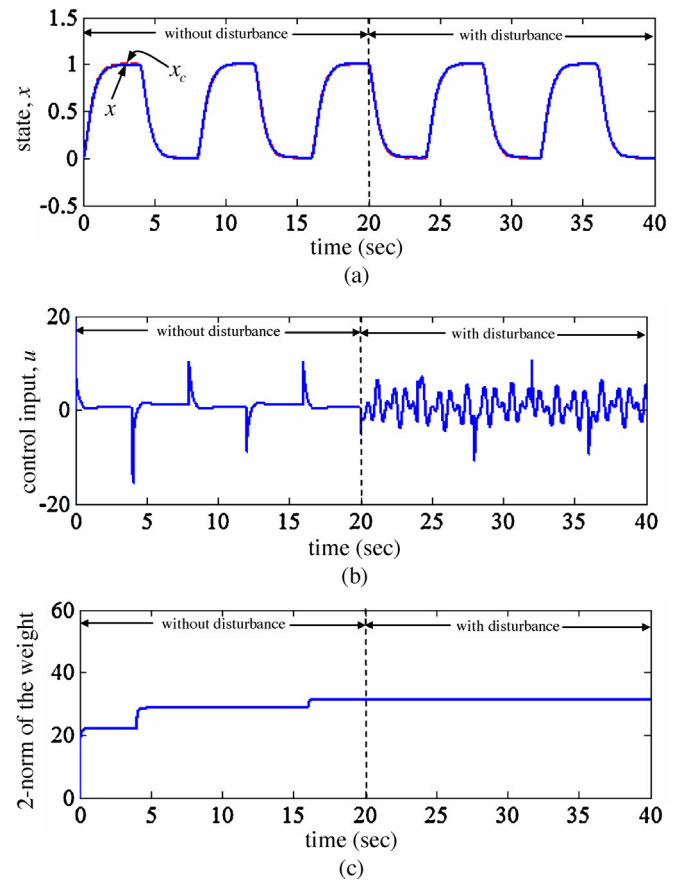 1.5
without disturbance
with disturbance
1
x
x_c
0.5
0
-0.5
state, x
0 5 10 15 20 25 30 35 40
time (sec)
(a)
20
without disturbance
with disturbance
0
-20
control input, u
5 10 15 20 25 30 35 40
time (sec)
(b)
60
without disturbance
with disturbance
40
20
0
2-norm of the weight
0 5 10 15 20 25 30 35 40
time (sec)
(c)